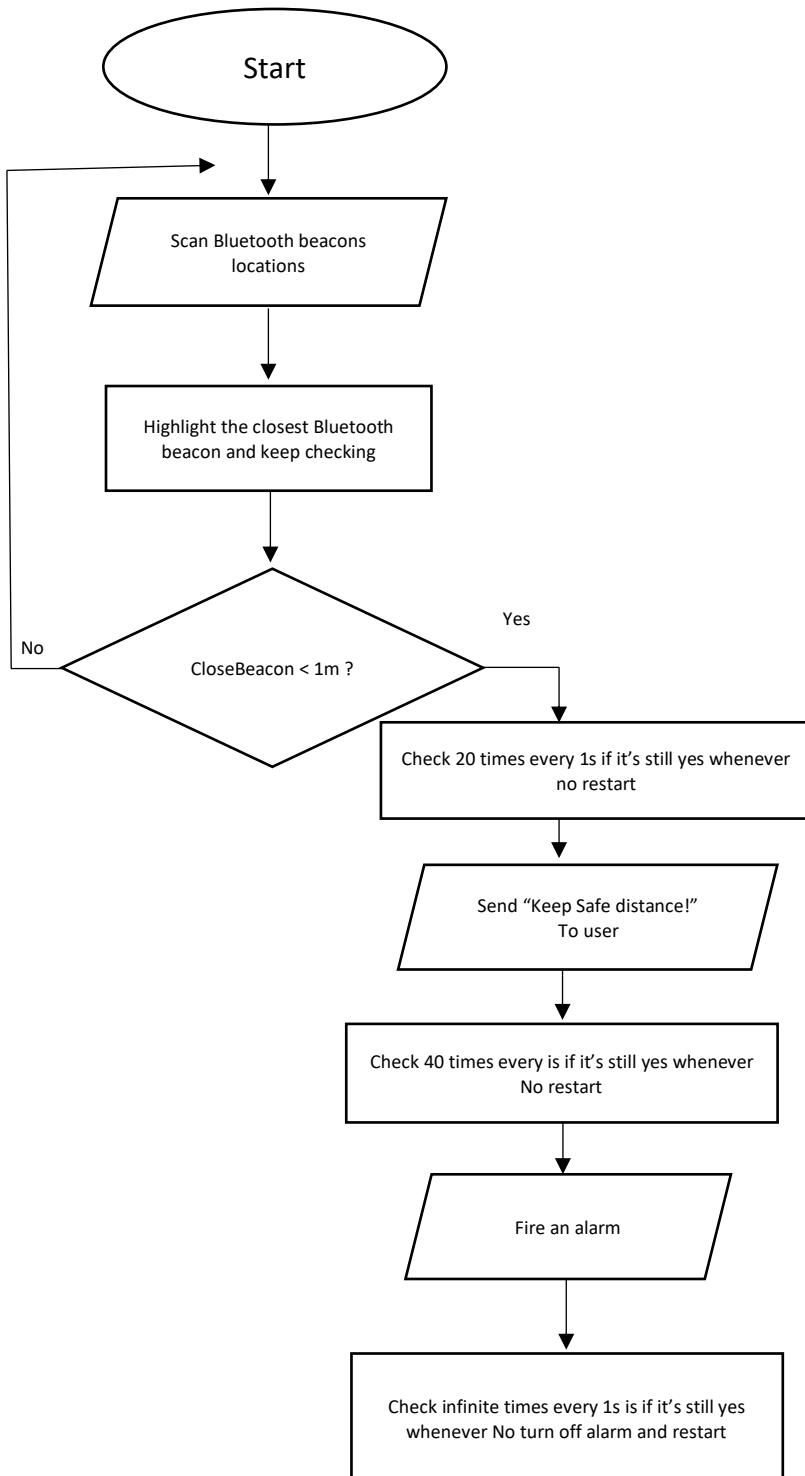 Start
Scan Bluetooth beacons
locations
Highlight the closest Bluetooth
beacon and keep checking
CloseBeacon < 1m ?
No
Yes
Check 20 times every 1s if it’s still yes whenever
no restart
Send “Keep Safe distance!”
To user
Check 40 times every is if it’s still yes whenever
No restart
Fire an alarm
Check infinite times every 1s is if it’s still yes
whenever No turn off alarm and restart